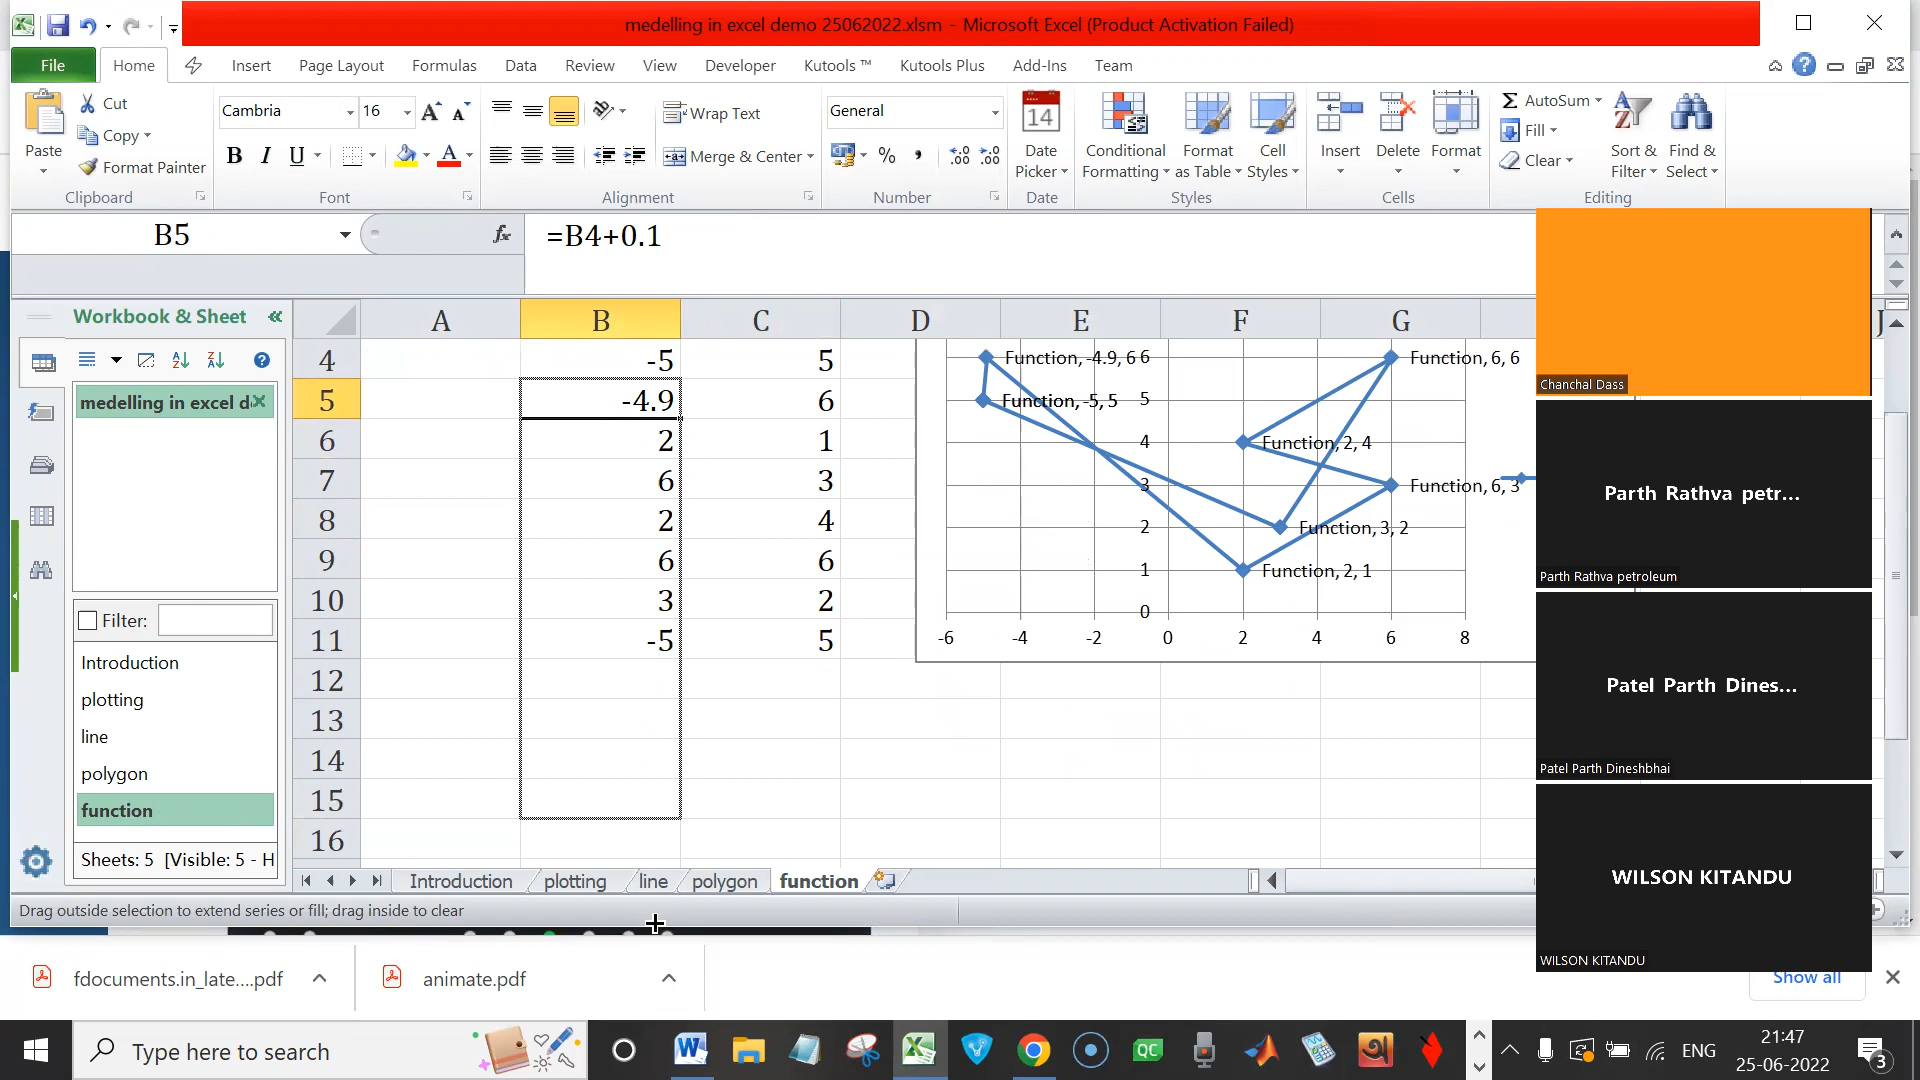 medelling in excel demo 25062022.xlsm - Microsoft Excel (Product Activation Failed)
File Home Insert Page Layout Formulas Data Review View Developer Kutools ™ Kutools Plus Add-Ins Team
Paste
Cut
Copy
Format Painter
Clipboard
Cambria 16
B I U A
Font
Wrap Text
Merge & Center
Alignment
General
%
Number
14
Date Picker
Date
Conditional Formatting
Format as Table
Cell Styles
Styles
Insert Delete Format
Cells
AutoSum
Fill
Clear
Sort & Filter
Find & Select
Editing
B5 fx =B4+0.1
Workbook & Sheet
medelling in excel d
Filter:
Introduction
plotting
line
polygon
function
Sheets: 5 [Visible: 5 - H
A B C D E F G J
4 -5 5
5 -4.9 6
6 2 1
7 6 3
8 2 4
9 6 6
10 3 2
11 -5 5
12
13
14
15
16
Function, -4.9, 6 6 Function, 6, 6
Function, -5, 5 5
4 Function, 2, 4
3 Function, 6, 3
2 Function, 3, 2
1 Function, 2, 1
0
-6 -4 -2 0 2 4 6 8
Introduction plotting line polygon function
Drag outside selection to extend series or fill; drag inside to clear
Chanchal Dass
Parth Rathva petr...
Parth Rathva petroleum
Patel Parth Dines...
Patel Parth Dineshbhai
WILSON KITANDU
WILSON KITANDU
fdocuments.in_late....pdf animate.pdf Show all
Type here to search
QC
ENG
21:47
25-06-2022
3